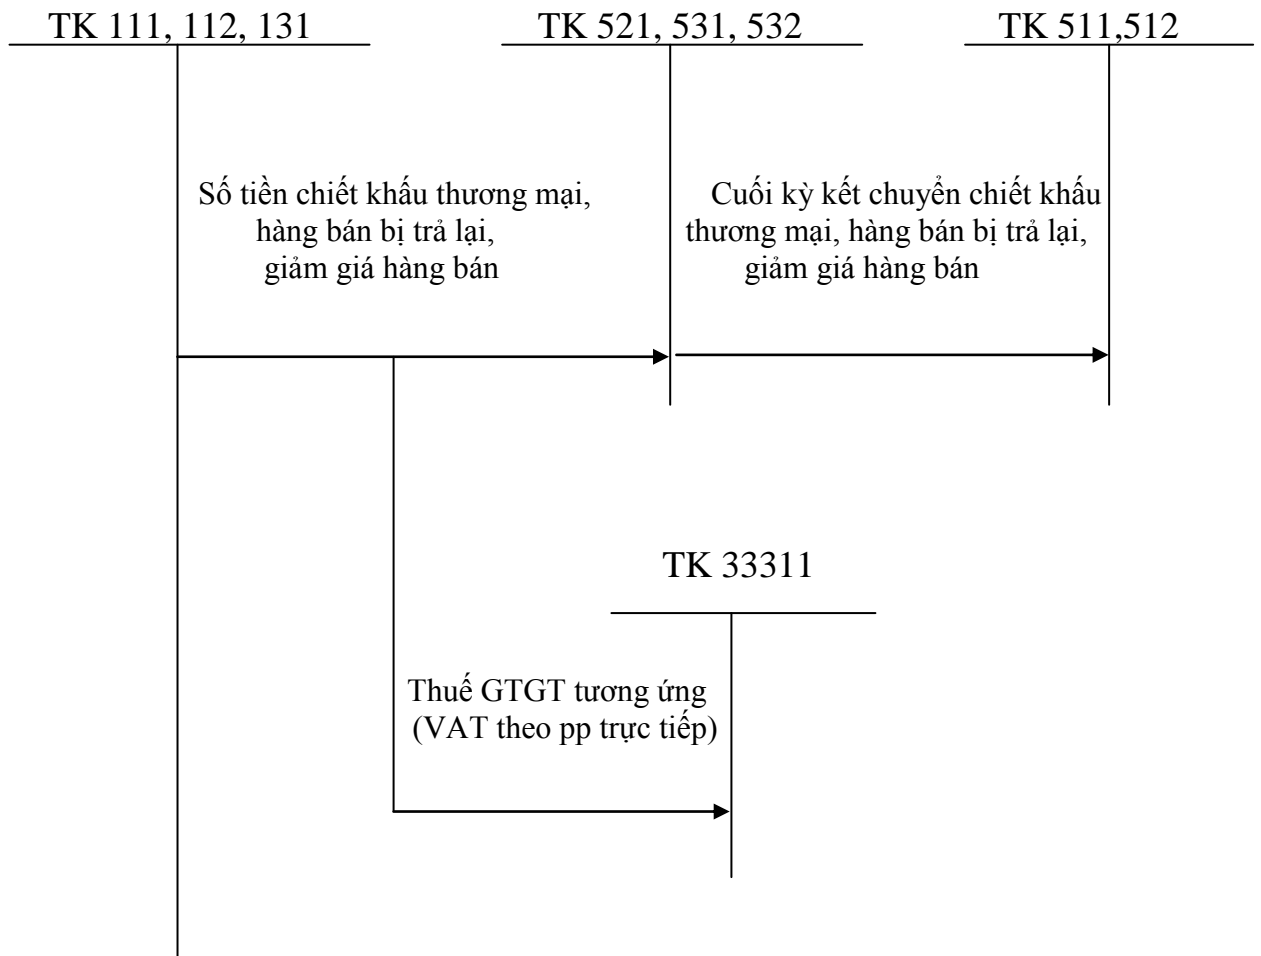 TK 111, 112, 131
TK 521, 531, 532
TK 511,512
Số tiền chiết khấu thương mại,
hàng bán bị trả lại,
giảm giá hàng bán
Cuối kỳ kết chuyển chiết khấu
thương mại, hàng bán bị trả lại,
giảm giá hàng bán
TK 33311
Thuế GTGT tương ứng
(VAT theo pp trực tiếp)